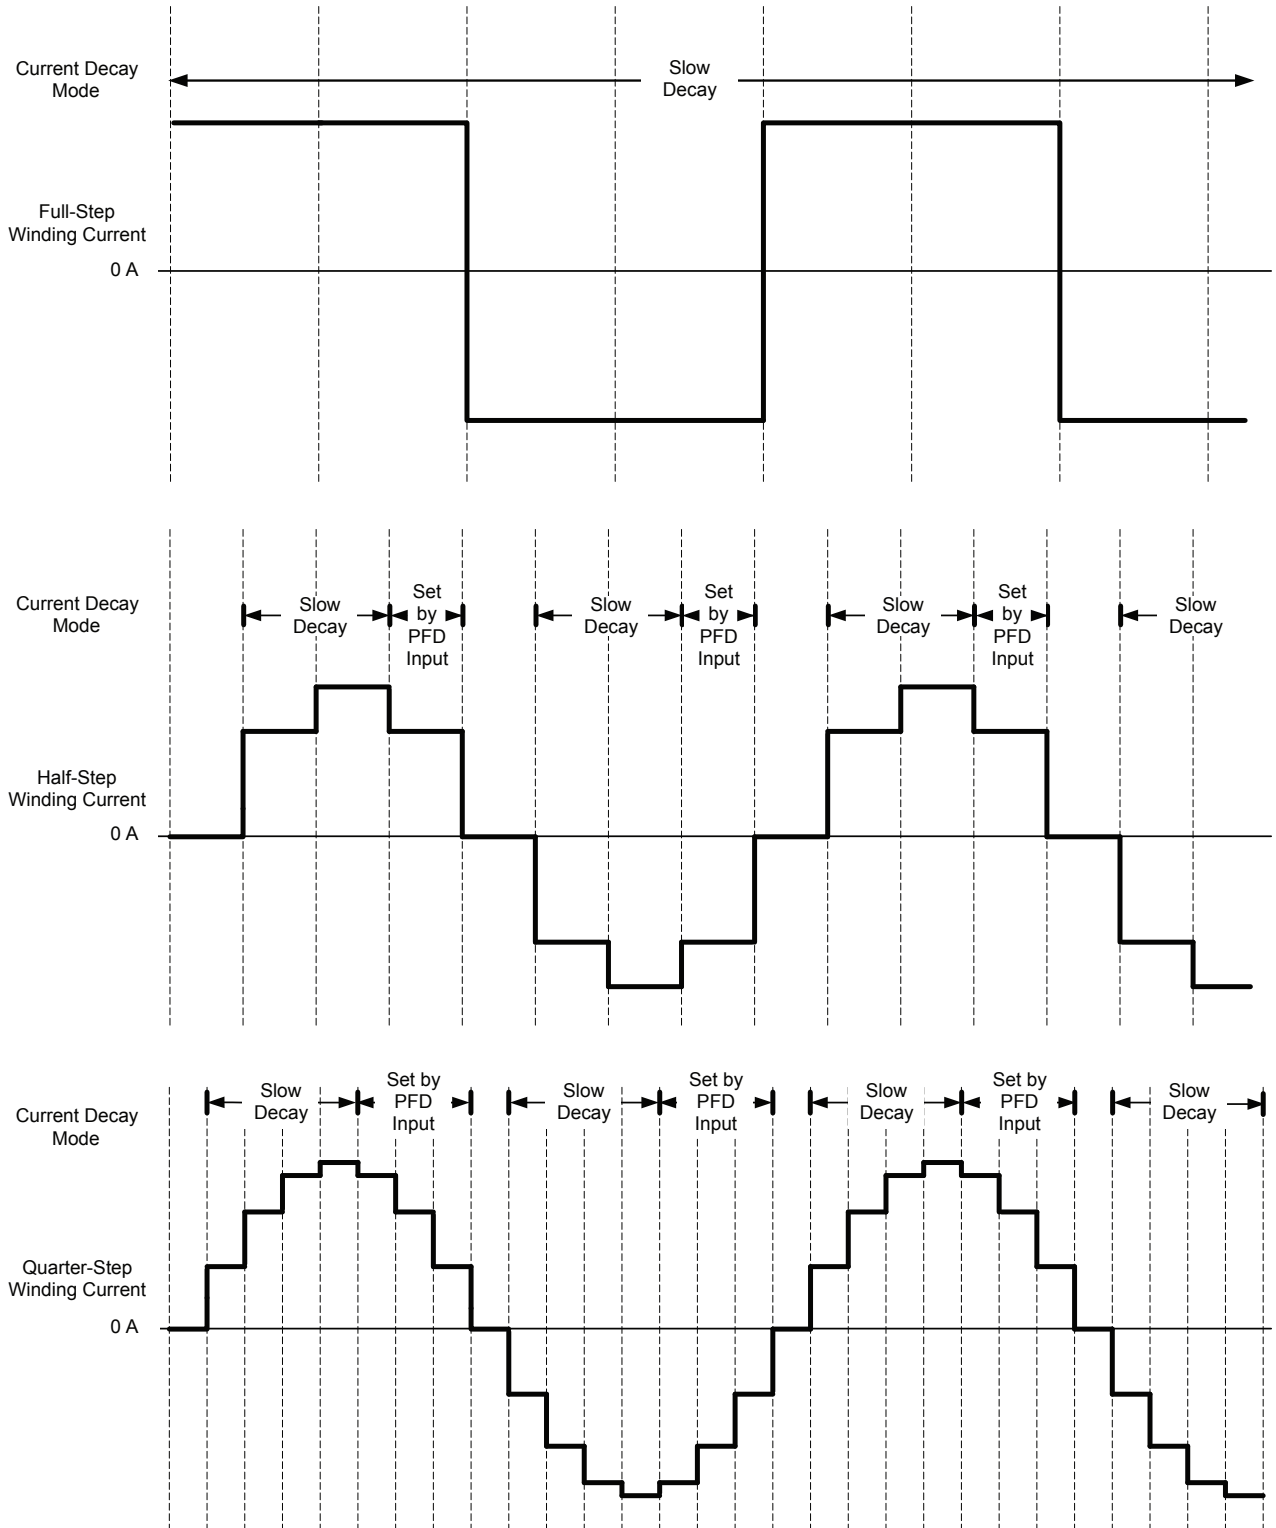 Current Decay
Mode
Slow
Decay
Full-Step
Winding Current
0 A
Current Decay
Mode
Slow
Decay
Set
by
PFD
Input
Slow
Decay
Set
by
PFD
Input
Slow
Decay
Set
by
PFD
Input
Slow
Decay
Half-Step
Winding Current
0 A
Current Decay
Mode
Slow
Decay
Set by
PFD
Input
Slow
Decay
Set by
PFD
Input
Slow
Decay
Set by
PFD
Input
Slow
Decay
Quarter-Step
Winding Current
0 A